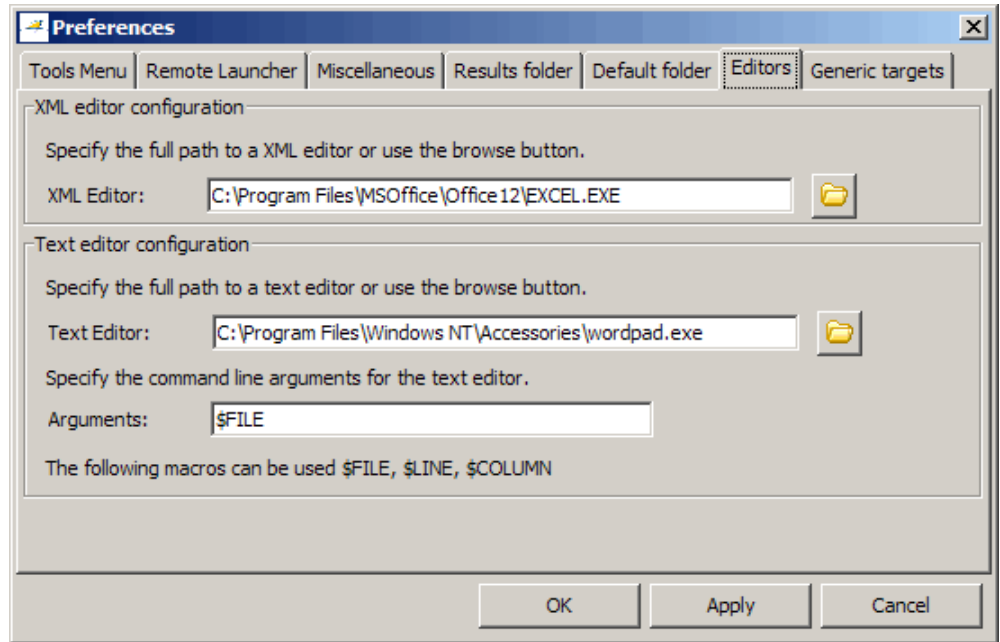 Preferences
Tools Menu Remote Launcher Miscellaneous Results folder Default folder Editors Generic targets
XML editor configuration
Specify the full path to a XML editor or use the browse button.
XML Editor: C:\Program Files\MSOffice\Office12\EXCEL.EXE
Text editor configuration
Specify the full path to a text editor or use the browse button.
Text Editor: C:\Program Files\Windows NT\Accessories\wordpad.exe
Specify the command line arguments for the text editor.
Arguments: $FILE
The following macros can be used $FILE, $LINE, $COLUMN
OK Apply Cancel